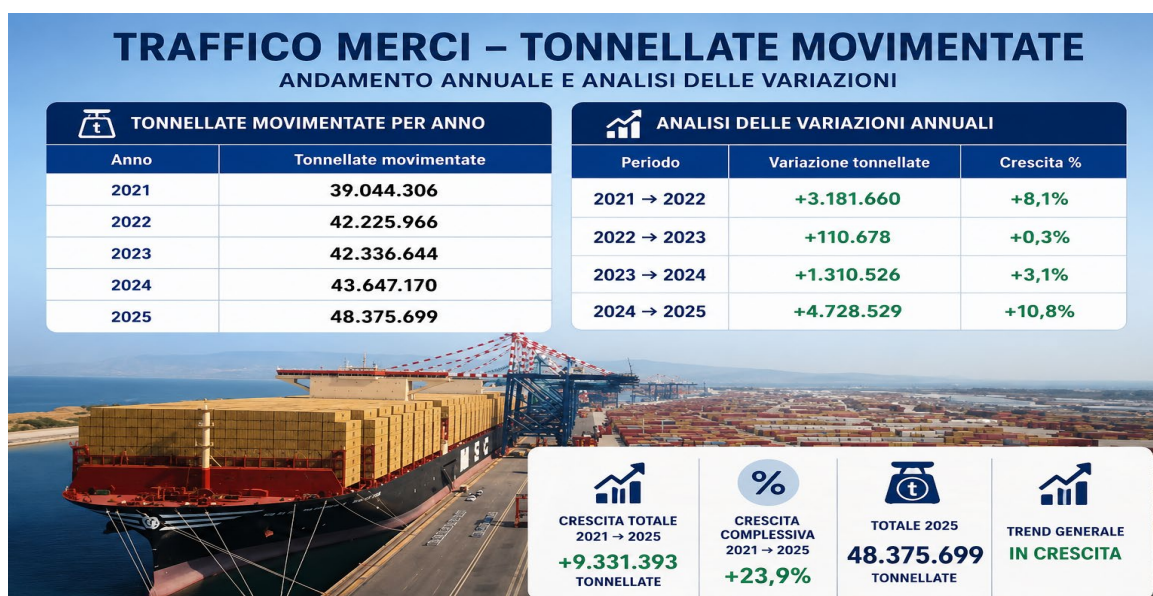 TRAFFICO MERCI – TONNELLATE MOVIMENTATE
ANDAMENTO ANNUALE E ANALISI DELLE VARIAZIONI
t TONNELLATE MOVIMENTATE PER ANNO
Anno Tonnellate movimentate
2021 39.044.306
2022 42.225.966
2023 42.336.644
2024 43.647.170
2025 48.375.699
ANALISI DELLE VARIAZIONI ANNUALI
Periodo Variazione tonnellate Crescita %
2021 → 2022 +3.181.660 +8,1%
2022 → 2023 +110.678 +0,3%
2023 → 2024 +1.310.526 +3,1%
2024 → 2025 +4.728.529 +10,8%
MSC
CRESCITA TOTALE
2021 → 2025
+9.331.393
TONNELLATE
%
CRESCITA
COMPLESSIVA
2021 → 2025
+23,9%
t
TOTALE 2025
48.375.699
TONNELLATE
TREND GENERALE
IN CRESCITA